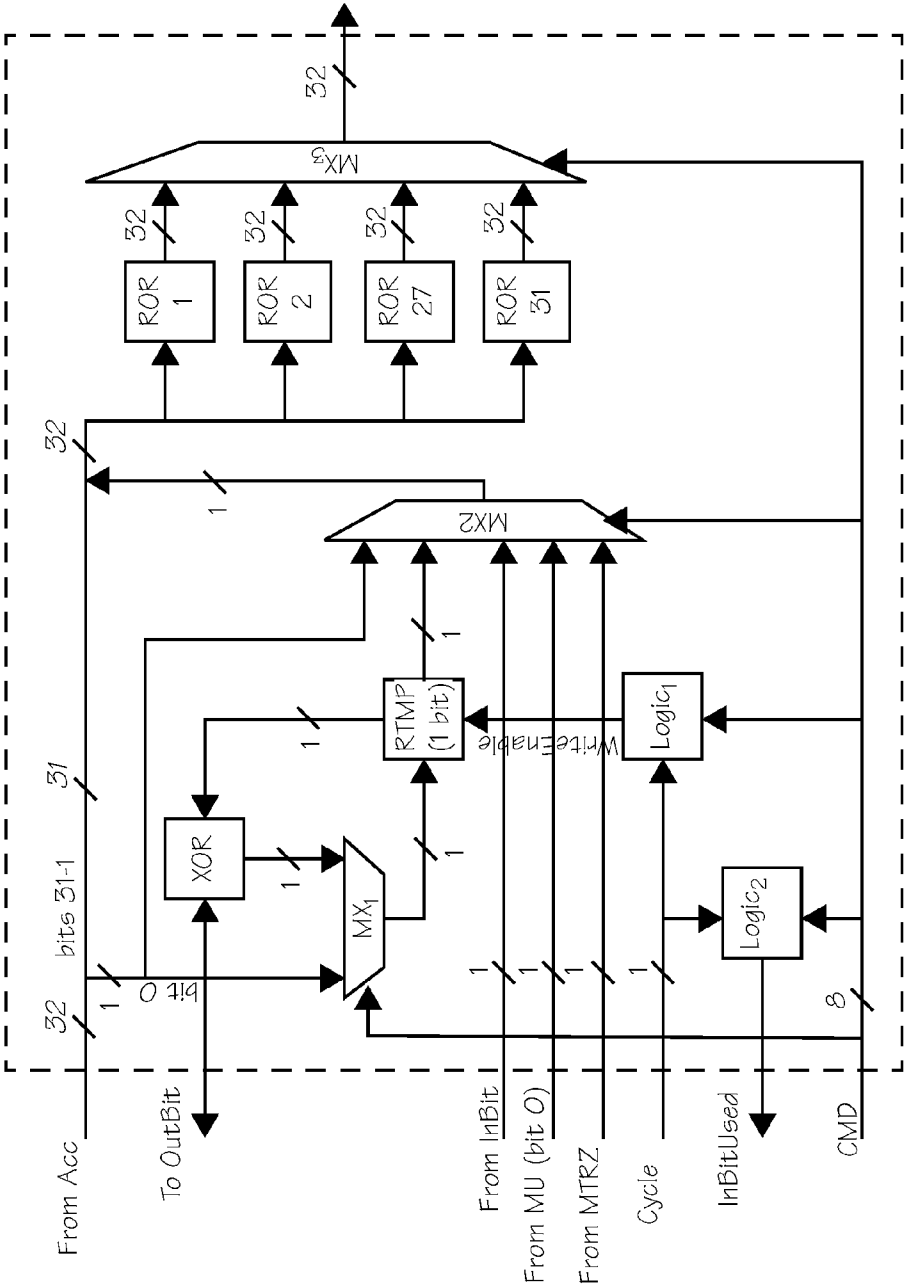 32
MX3
32
32
32
32
ROR
1
ROR
2
ROR
27
ROR
31
32
1
MX2
31
bits 31-1
1
RTMP
(1 bit)
1
WriteEnable
Logic1
XOR
1
MX1
1
Logic2
32
1
bit 0
1
1
1
1
8
From Acc
To OutBit
From InBit
From MU (bit 0)
From MTRZ
Cycle
InBitUsed
CMD